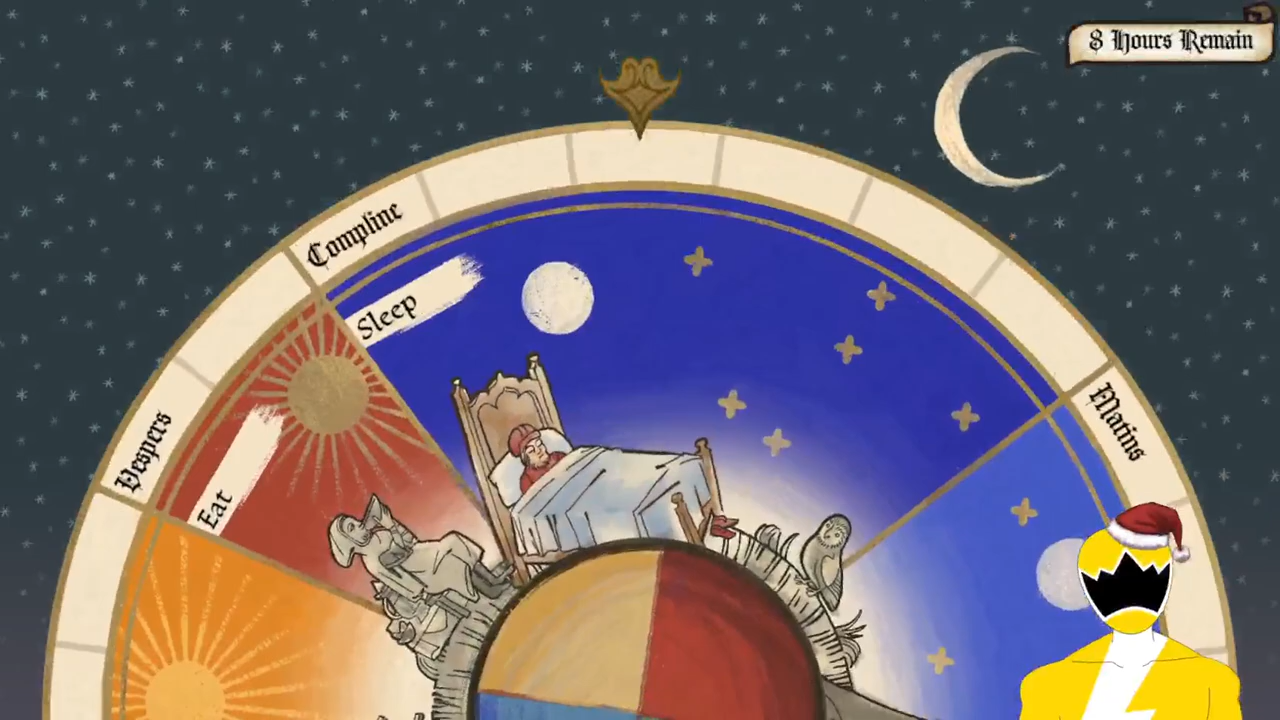 8 Hours Remain
Compline
Sleep
Vespers
Eat
Matins